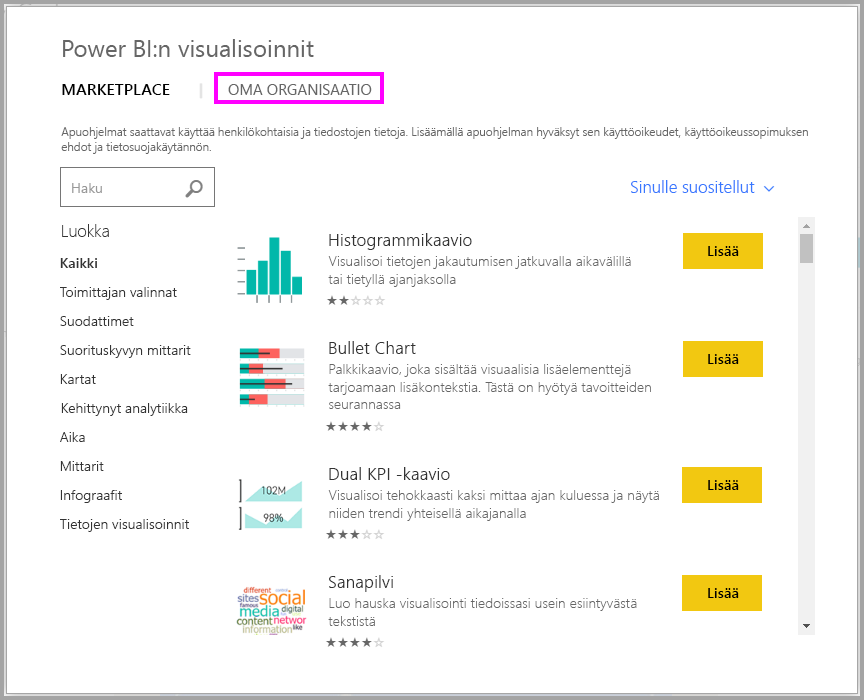 Power BI:n visualisoinnit
MARKETPLACE | OMA ORGANISAATIO
Apuohjelmat saattavat käyttää henkilökohtaisia ja tiedostojen tietoja. Lisäämällä apuohjelman hyväksyt sen käyttöoikeudet, käyttöoikeussopimuksen
ehdot ja tietosuojakäytännön.
Haku
Sinulle suositellut
Luokka
Kaikki
Toimittajan valinnat
Suodattimet
Suorituskyvyn mittarit
Kartat
Kehittynyt analytiikka
Aika
Mittarit
Infograafit
Tietojen visualisoinnit
Histogrammikaavio
Visualisoi tietojen jakautumisen jatkuvalla aikavälillä
tai tietyllä ajanjaksolla
Lisää
Bullet Chart
Palkkikaavio, joka sisältää visuaalisia lisäelementtejä
tarjoamaan lisäkontekstia. Tästä on hyötyä tavoitteiden
seurannassa
Lisää
102M
98%
Dual KPI -kaavio
Visualisoi tehokkaasti kaksi mittaa ajan kuluessa ja näytä
niiden trendi yhteisellä aikajanalla
Lisää
different
sites social
famous
media digital
content networ
information like
Sanapilvi
Luo hauska visualisointi tiedoissasi usein esiintyvästä
tekstistä
Lisää